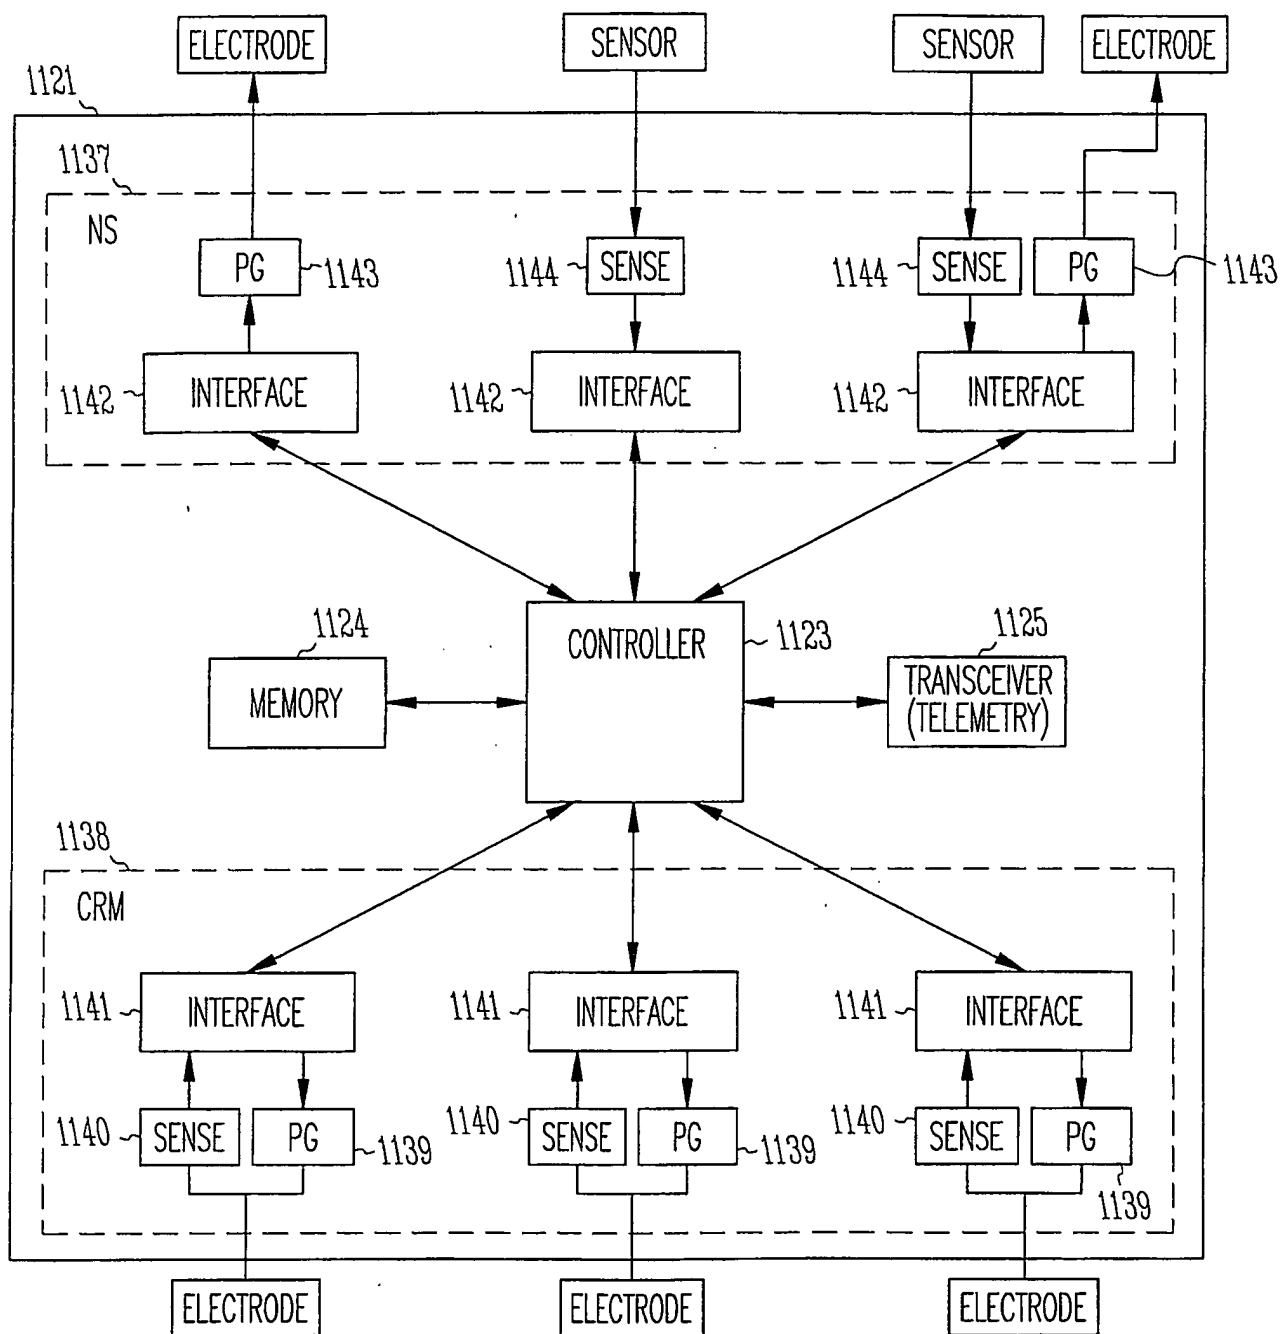 ELECTRODE
SENSOR
SENSOR
ELECTRODE
1121
1137
NS
PG
1143
1144
SENSE
1144
SENSE
PG
1143
1142
INTERFACE
1142
INTERFACE
1142
INTERFACE
1124
MEMORY
CONTROLLER
1123
1125
TRANSCEIVER
(TELEMETRY)
1138
CRM
1141
INTERFACE
1141
INTERFACE
1141
INTERFACE
1140
SENSE
PG
1139
1140
SENSE
PG
1139
1140
SENSE
PG
1139
ELECTRODE
ELECTRODE
ELECTRODE